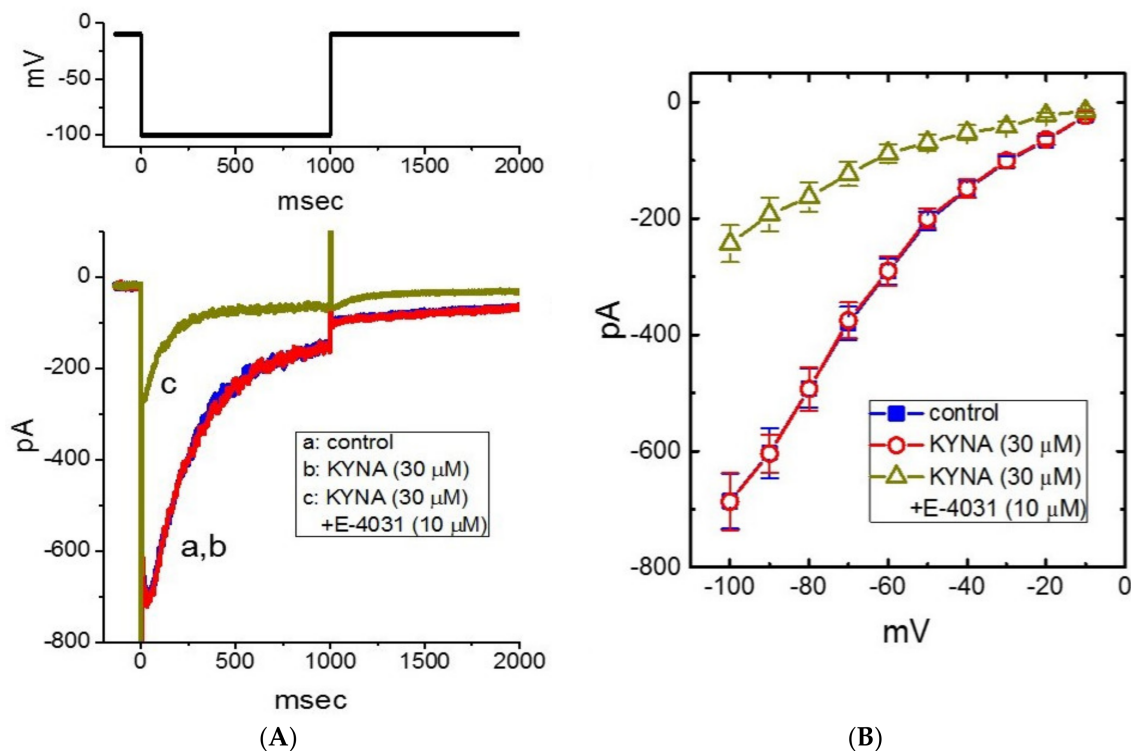 0
-50
-100
mV
0 500 1000 1500 2000
msec
0
-200
-400
-600
-800
pA
c
a,b
a: control
b: KYNA (30 μM)
c: KYNA (30 μM)
+E-4031 (10 μM)
0 500 1000 1500 2000
msec
(A)
0
-200
-400
-600
-800
pA
control
KYNA (30 μM)
KYNA (30 μM)
+E-4031 (10 μM)
-100 -80 -60 -40 -20 0
mV
(B)